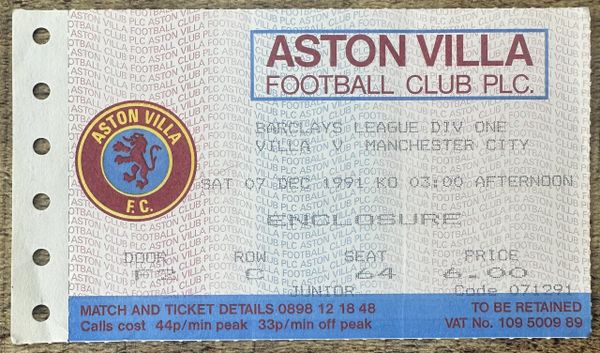 ASTON VILLA
FOOTBALL CLUB PLC.
ASTON VILLA
F.C.
BARCLAYS LEAGUE DIV ONE
VILLA V MANCHESTER CITY
SAT 07 DEC 1991 KO 03:00 AFTERNOON
ENCLOSURE
DOOR ROW SEAT PRICE
F2 C 64 6.00
JUNIOR Code 071291
MATCH AND TICKET DETAILS 0898 12 18 48 TO BE RETAINED
Calls cost 44p/min peak 33p/min off peak VAT No. 109 5009 89